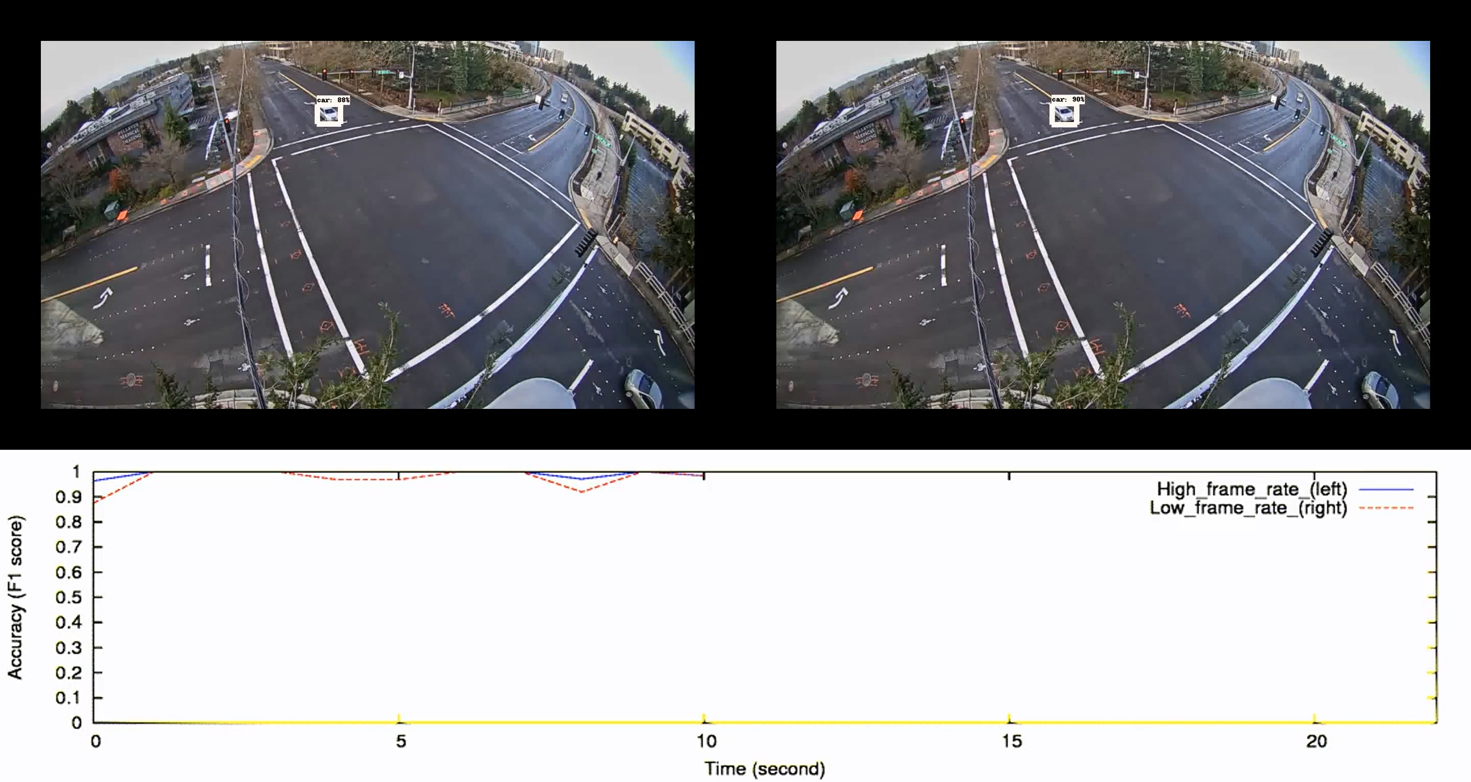 car: 88%
car: 90%
High_frame_rate_(left)
Low_frame_rate_(right)
Accuracy (F1 score)
1
0.9
0.8
0.7
0.6
0.5
0.4
0.3
0.2
0.1
0
0 5 10 15 20
Time (second)